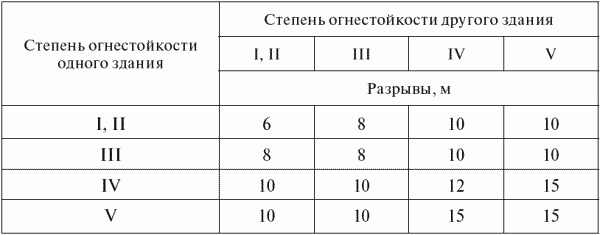 Степень огнестойкости одного здания
Степень огнестойкости другого здания
I, II III IV V
Разрывы, м
I, II 6 8 10 10
III 8 8 10 10
IV 10 10 12 15
V 10 10 15 15